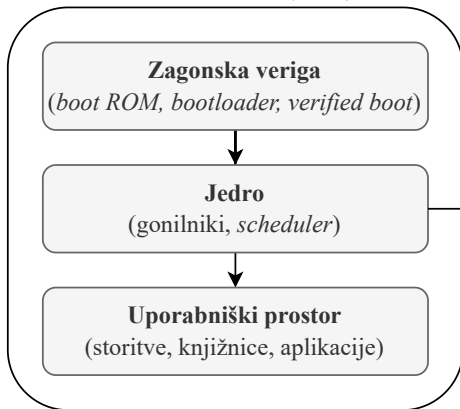 Zagonska veriga
(boot ROM, bootloader, verified boot)
Jedro
(gonilniki, scheduler)
Uporabniški prostor
(storitve, knjižnice, aplikacije)